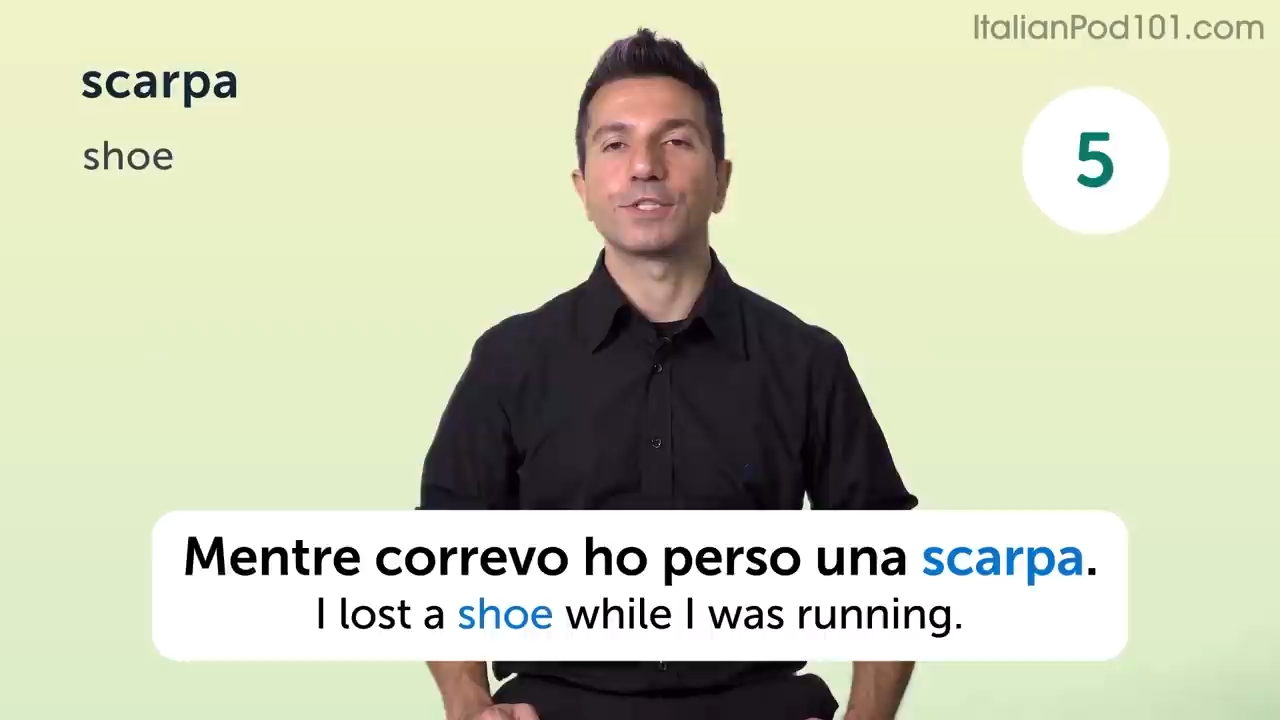 ItalianPod101.com
scarpa
shoe
5
Mentre correvo ho perso una scarpa.
I lost a shoe while I was running.